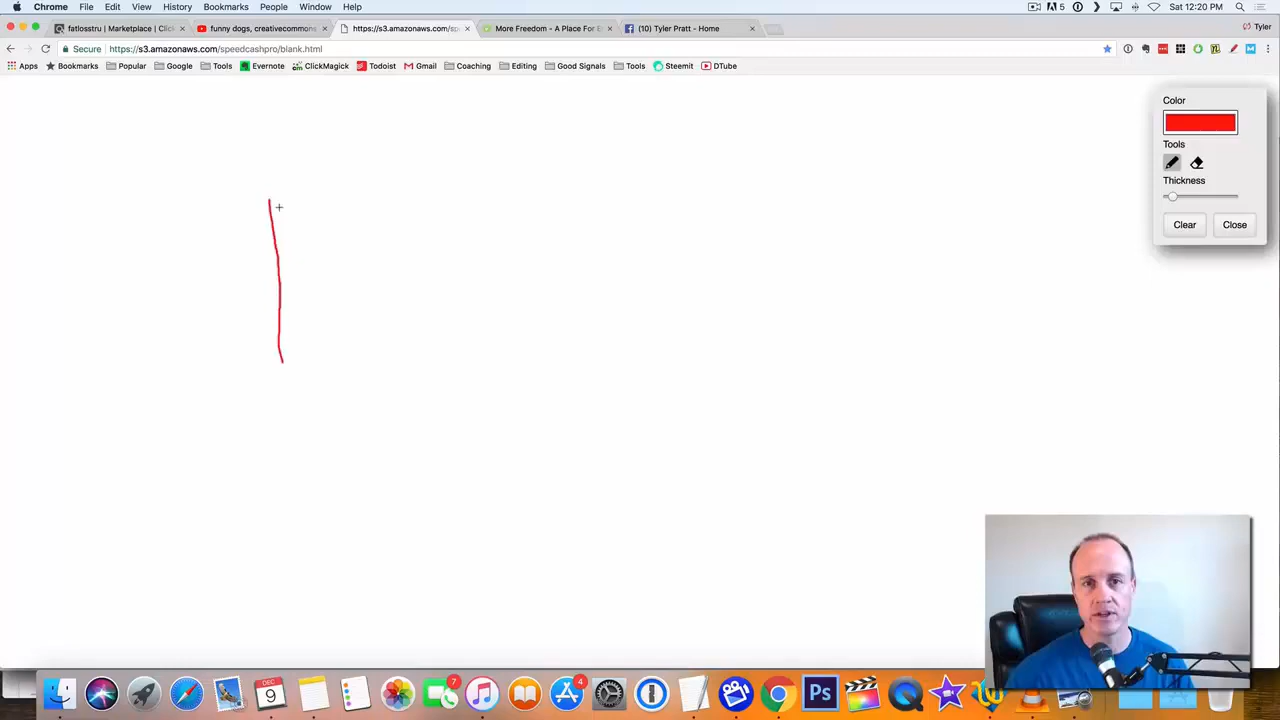 Chrome File Edit View History Bookmarks People Window Help 5 Sat 12:20 PM
fatlosstru | Marketplace | Click funny dogs, creativecommons https://s3.amazonaws.com/sp More Freedom - A Place For E (10) Tyler Pratt - Home Tyler
Secure https://s3.amazonaws.com/speedcashpro/blank.html
Apps Bookmarks Popular Google Tools Evernote ClickMagick Todoist Gmail Coaching Editing Good Signals Tools Steemit DTube
Color
Tools
Thickness
Clear Close
DEC 9 7 4 Ps